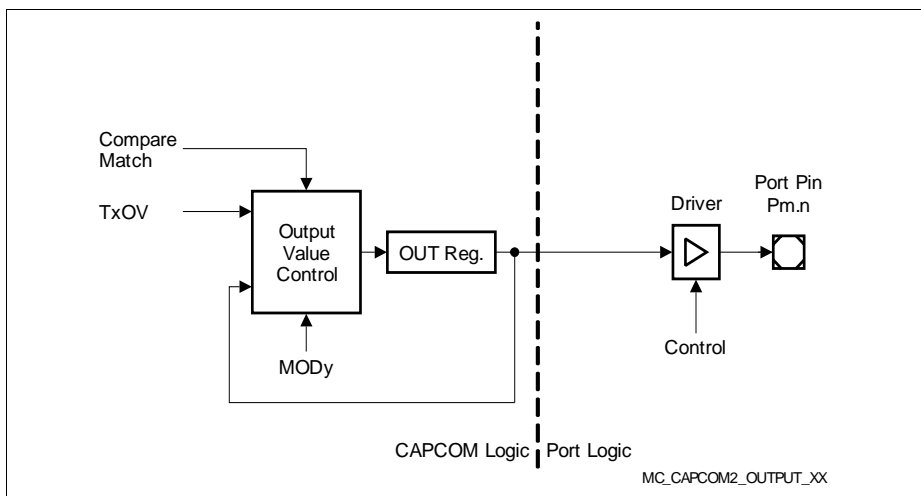 Compare
Match
TxOV
Output
Value
Control
OUT Reg.
MODy
Driver
Port Pin
Pm.n
Control
CAPCOM Logic
Port Logic
MC_CAPCOM2_OUTPUT_XX